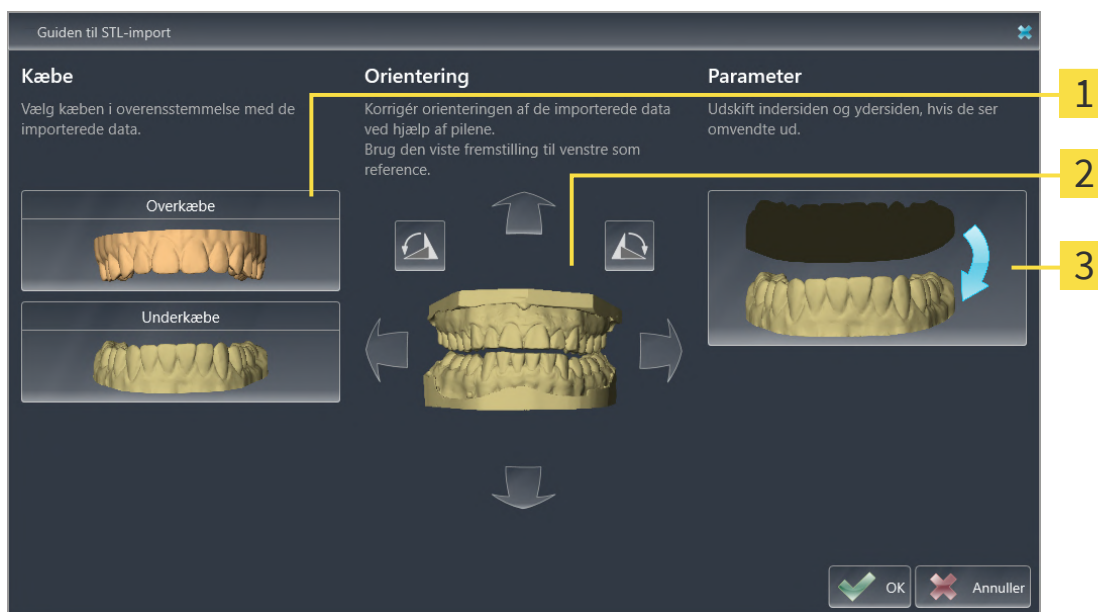 Guiden til STL-import
Kæbe
Vælg kæben i overensstemmelse med de
importerede data.
Overkæbe
Underkæbe
Orientering
Korrigér orienteringen af de importerede data
ved hjælp af pilene.
Brug den viste fremstilling til venstre som
reference.
Parameter
Udskift indersiden og ydersiden, hvis de ser
omvendte ud.
1
2
3
OK
Annuller